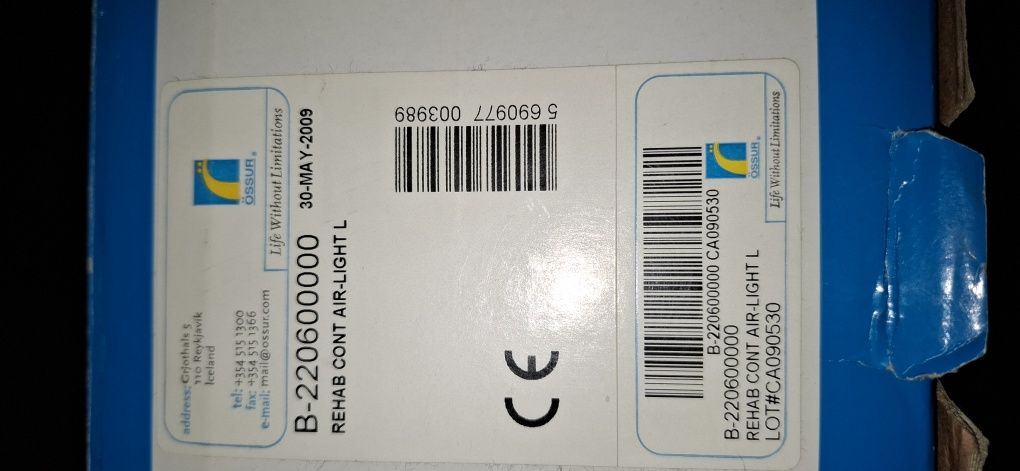 address: Grjothals 5
110 Reykjavik
Iceland
tel: +354 515 1300
fax: +354 515 1366
e-mail: mail@ossur.com
ÖSSUR®
Life Without Limitations
B-220600000 30-MAY-2009
REHAB CONT AIR-LIGHT L
5 690977 003989
CE
B-220600000 CA090530
B-220600000
REHAB CONT AIR-LIGHT L
LOT#CA090530
ÖSSUR®
Life Without Limitations